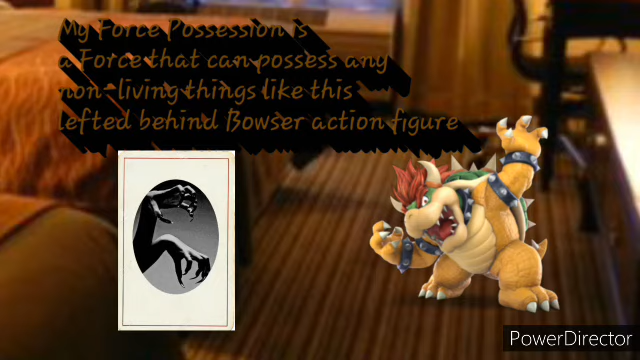 My Force Possession is
a Force that can possess any
non-living things like this
lefted behind Bowser action figure
PowerDirector